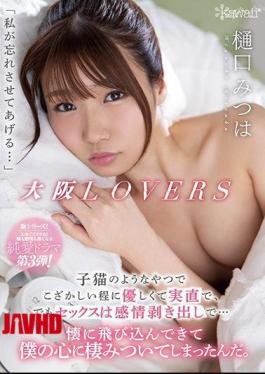 「私が忘れさせてあげる…」
kawaii*
樋口みつは
大阪LOVERS
純愛ドラマ
第3弾!
子猫のようなやつで
こざかしい程に優しくて実直で、
でもセックスは感情剥き出しで…
懐に飛び込んできて
僕の心に棲みついてしまったんだ。
JAVHD